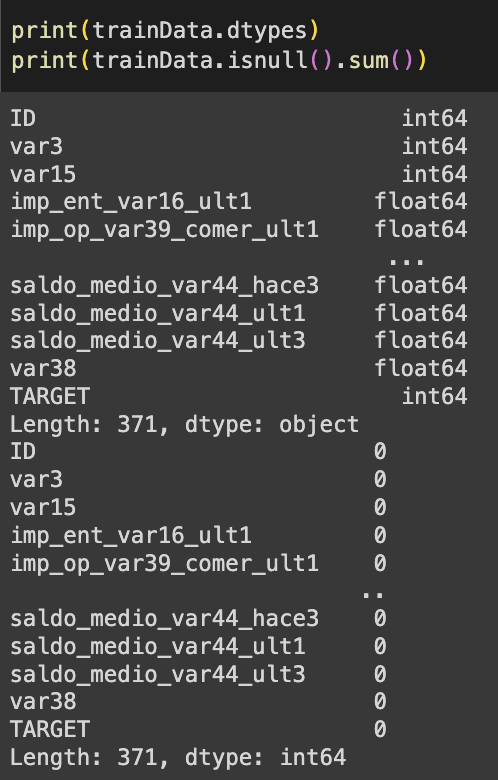 print(trainData.dtypes)
print(trainData.isnull().sum())
ID int64
var3 int64
var15 int64
imp_ent_var16_ult1 float64
imp_op_var39_comer_ult1 float64
...
saldo_medio_var44_hace3 float64
saldo_medio_var44_ult1 float64
saldo_medio_var44_ult3 float64
var38 float64
TARGET int64
Length: 371, dtype: object
ID 0
var3 0
var15 0
imp_ent_var16_ult1 0
imp_op_var39_comer_ult1 0
..
saldo_medio_var44_hace3 0
saldo_medio_var44_ult1 0
saldo_medio_var44_ult3 0
var38 0
TARGET 0
Length: 371, dtype: int64